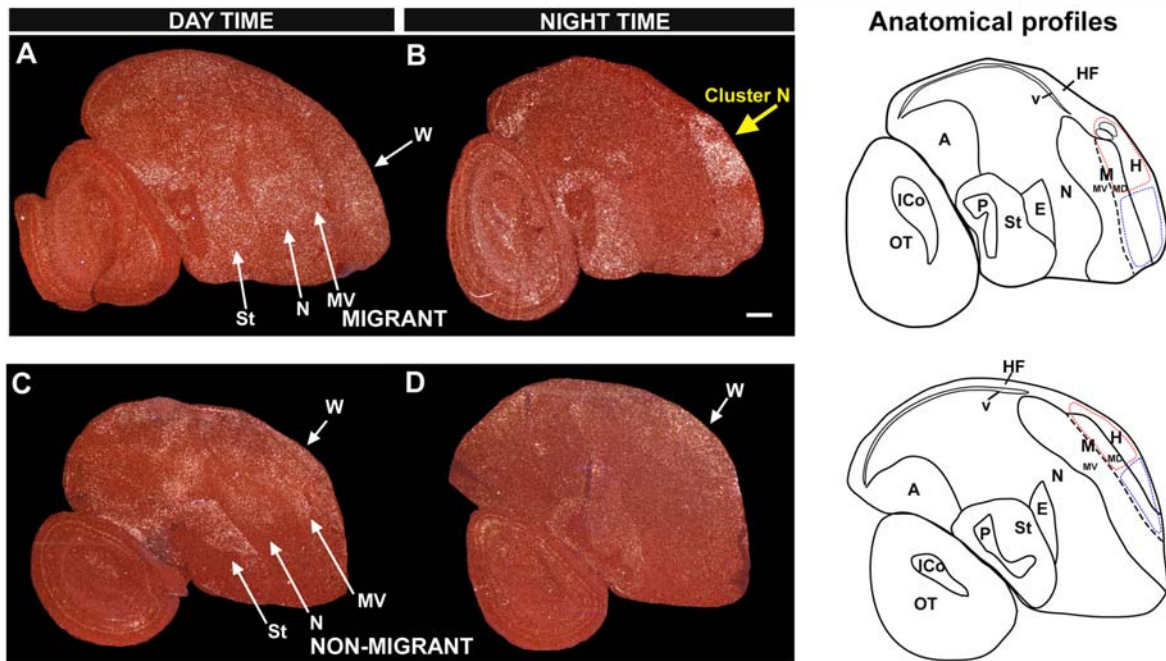 DAY TIME
NIGHT TIME
Anatomical profiles
A
W
St
N
MV
MIGRANT
B
Cluster N
HF
v
A
H
M
MV
MD
N
P
St
E
ICo
OT
C
W
St
N
MV
NON-MIGRANT
D
W
HF
v
H
M
MD
MV
N
A
E
St
P
ICo
OT